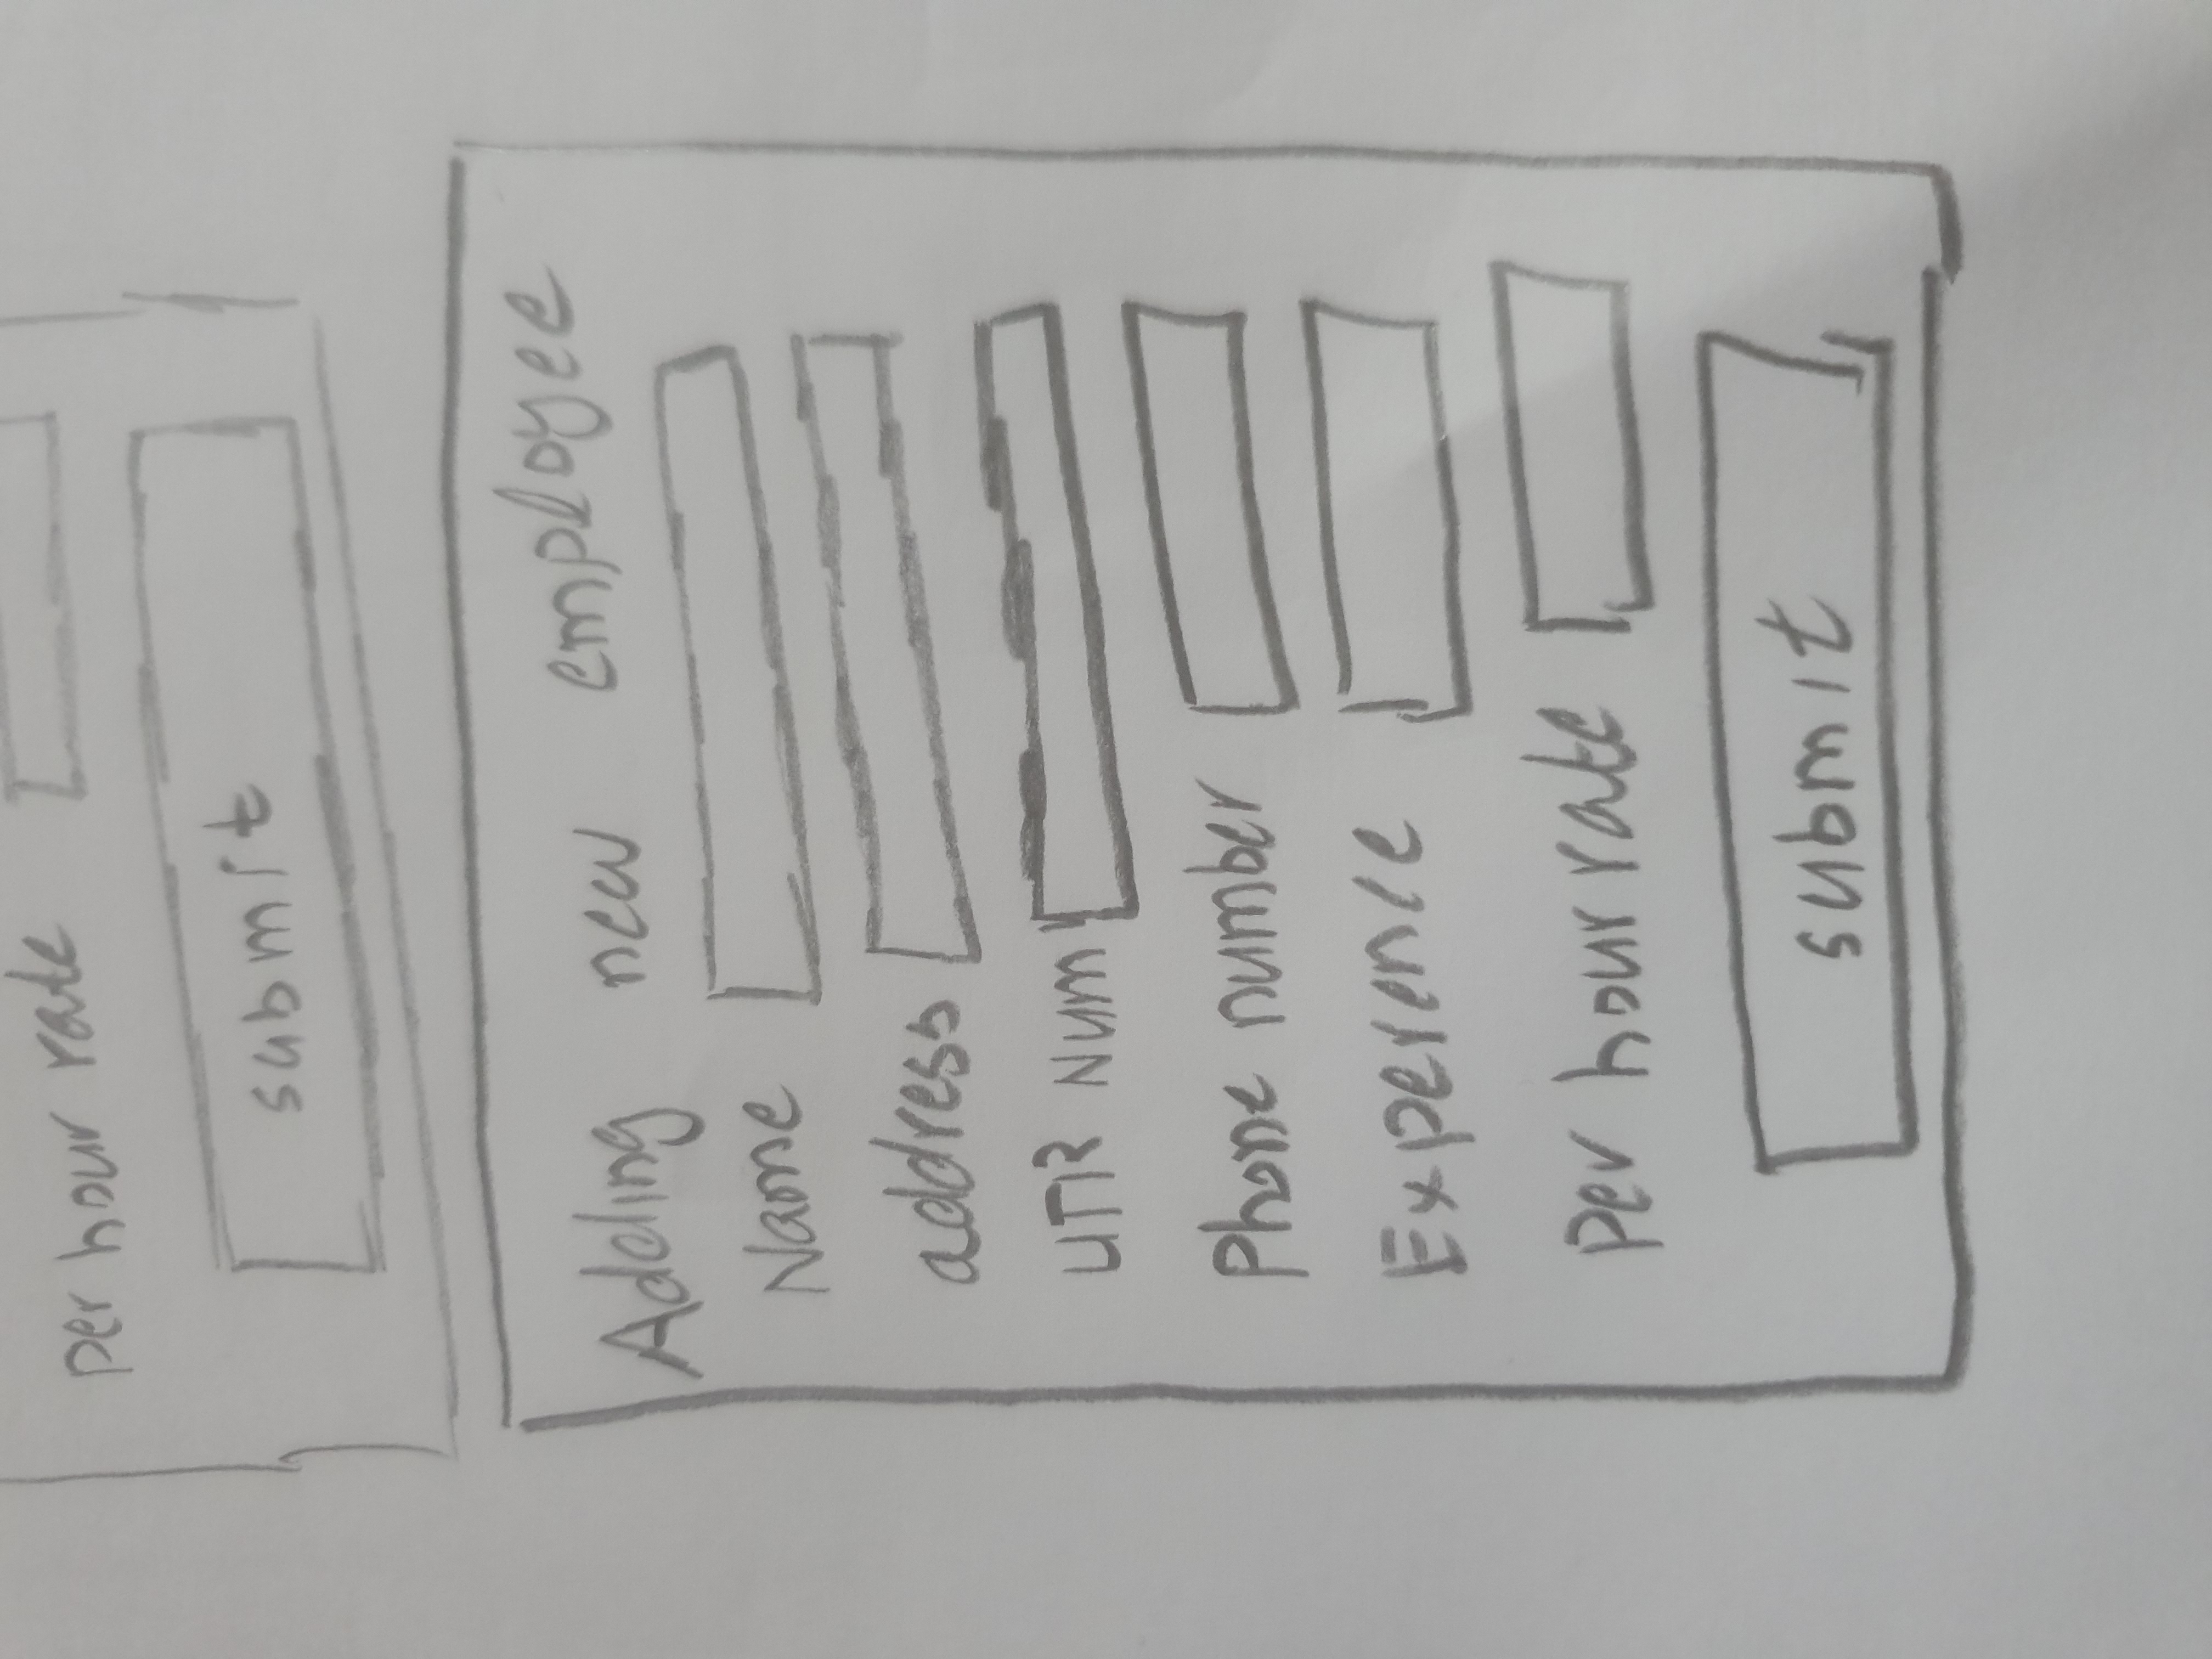 per hour rate
submit
Adding new employee
Name
address
UTR Num
Phone number
Experence
per hour rate
submit